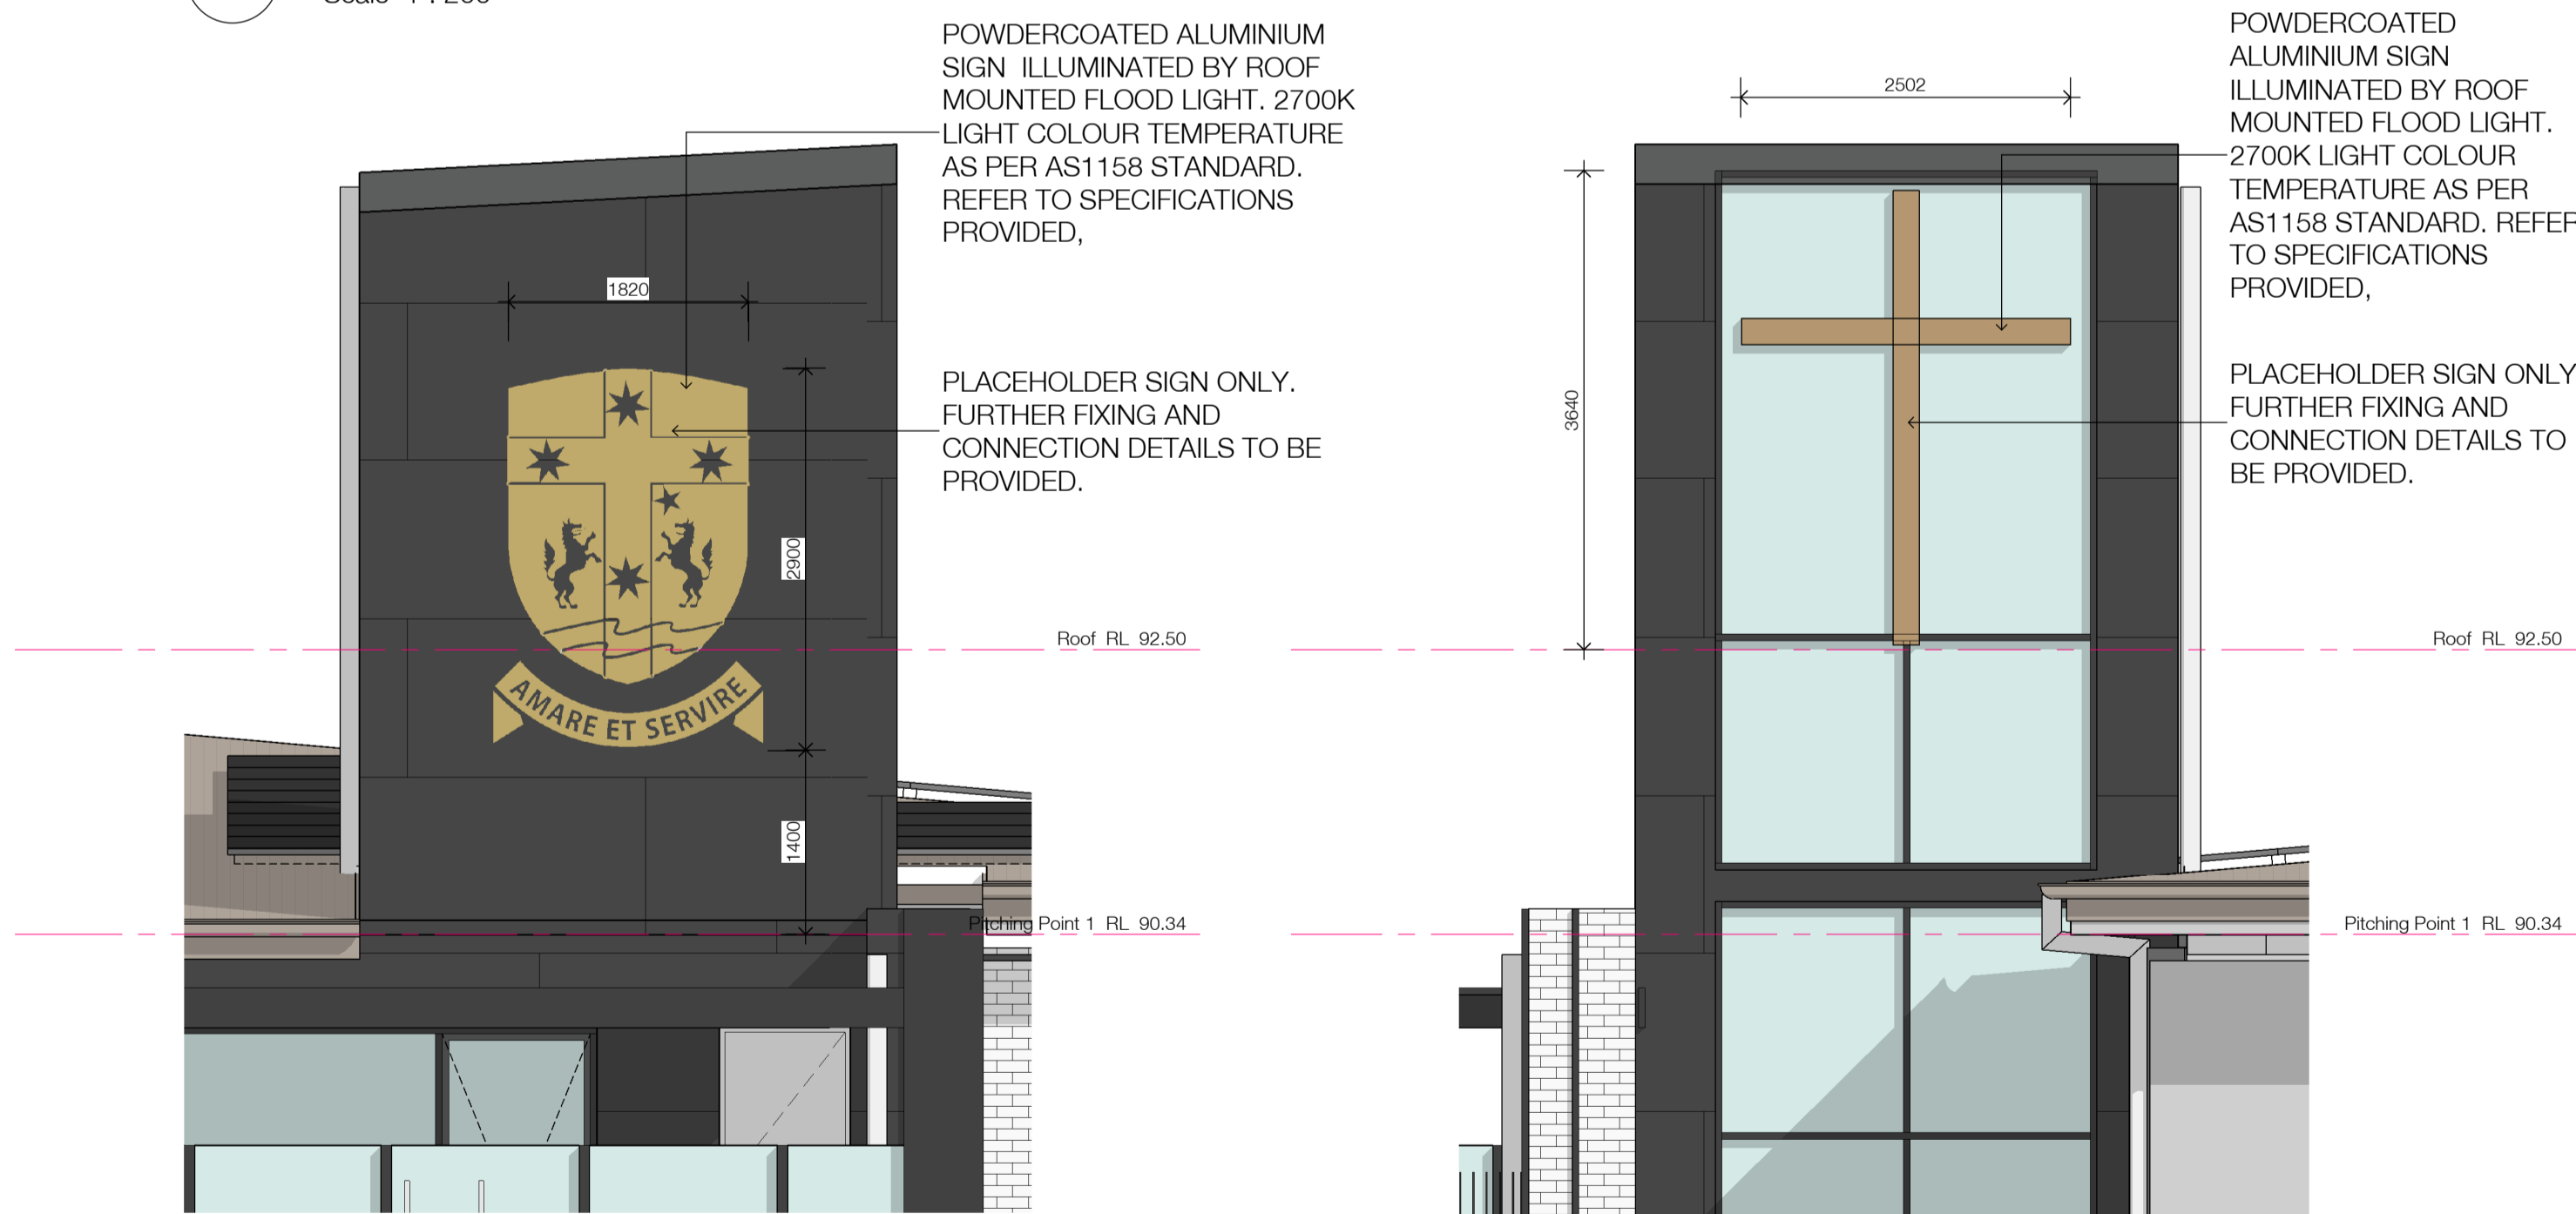 POWDERCOATED ALUMINIUM
SIGN ILLUMINATED BY ROOF
MOUNTED FLOOD LIGHT. 2700K
LIGHT COLOUR TEMPERATURE
AS PER AS1158 STANDARD.
REFER TO SPECIFICATIONS
PROVIDED,
1820
PLACEHOLDER SIGN ONLY.
FURTHER FIXING AND
CONNECTION DETAILS TO BE
PROVIDED.
2900
Roof RL 92.50
AMARE ET SERVIRE
1400
Pitching Point 1 RL 90.34
POWDERCOATED
ALUMINIUM SIGN
ILLUMINATED BY ROOF
MOUNTED FLOOD LIGHT.
2700K LIGHT COLOUR
TEMPERATURE AS PER
AS1158 STANDARD. REFER
TO SPECIFICATIONS
PROVIDED,
2502
3640
PLACEHOLDER SIGN ONLY
FURTHER FIXING AND
CONNECTION DETAILS TO
BE PROVIDED.
Roof RL 92.50
Pitching Point 1 RL 90.34